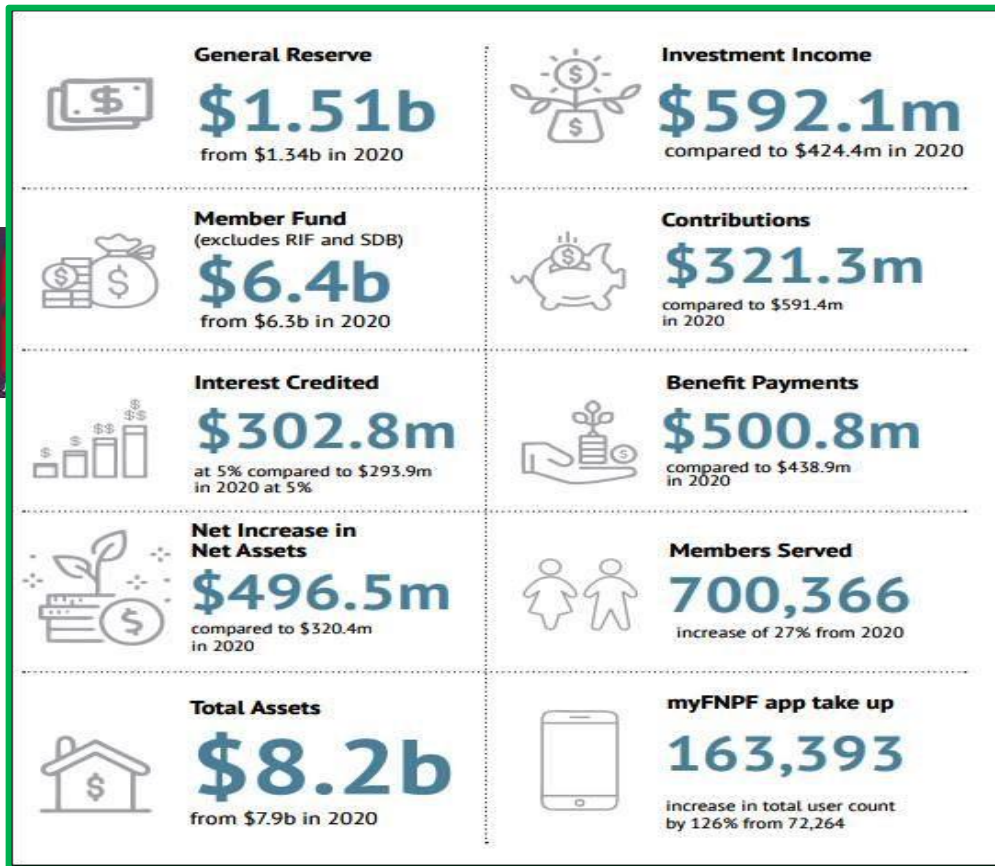 General Reserve
$1.51b
from $1.34b in 2020
Investment Income
$592.1m
compared to $424.4m in 2020
Member Fund
(excludes RIF and SDB)
$6.4b
from $6.3b in 2020
Contributions
$321.3m
compared to $591.4m
in 2020
Interest Credited
$302.8m
at 5% compared to $293.9m
in 2020 at 5%
Benefit Payments
$500.8m
compared to $438.9m
in 2020
Net Increase in
Net Assets
$496.5m
compared to $320.4m
in 2020
Members Served
700,366
increase of 27% from 2020
Total Assets
$8.2b
from $7.9b in 2020
myFNPF app take up
163,393
increase in total user count
by 126% from 72,264